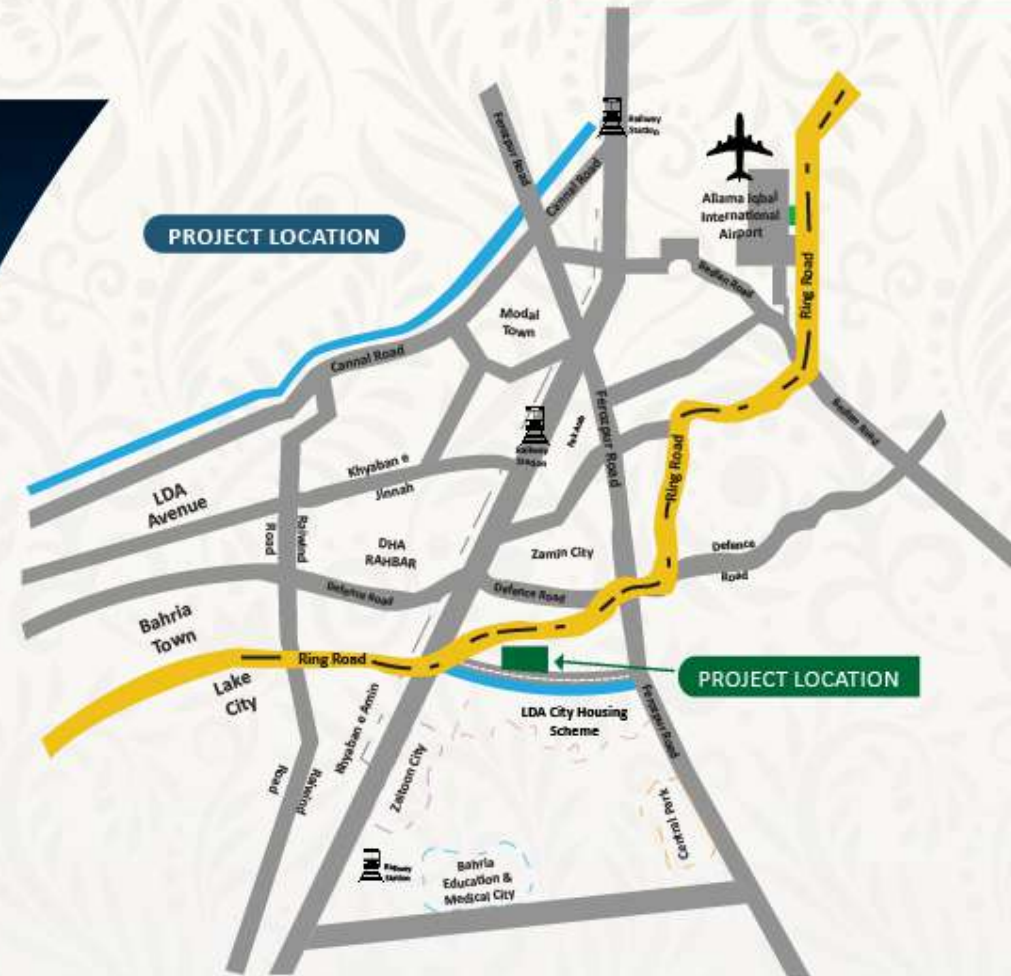 Railway
Station
Ferozpur Road
Cannal Road
Allama Iqbal
International
Airport
PROJECT LOCATION
Ring Road
Bedian Road
Modal
Town
Cannal Road
Ferozpur Road
Bedian Road
Railway
Station
Ring Road
Khyaban e
Jinnah
LDA
Avenue
Raiwind
Road
DHA
RAHBAR
Zamin City
Defence
Road
Defence Road
Defence Road
Bahria
Town
Ring Road
Lake
City
PROJECT LOCATION
LDA City Housing
Scheme
Ferozpur Road
Khyaban e Amin
Zaitoon City
Raiwind
Road
Central Park
Railway
Station
Bahria
Education &
Medical City